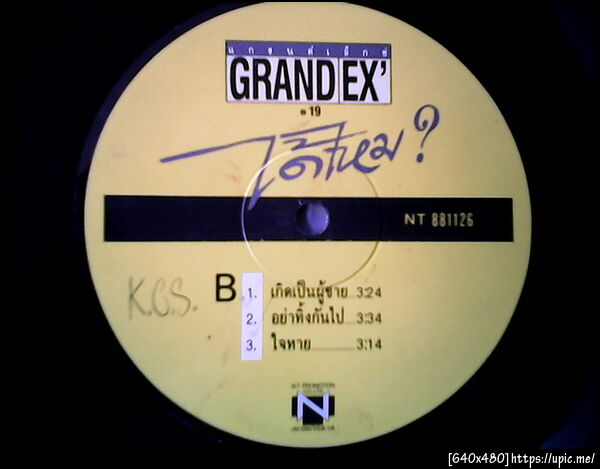 แกรนด์เอ็กซ์
GRAND EX'
19
ได้ไหม?
NT 881126
K.C.S.
B
1. เกิดเป็นผู้ชาย 3:24
2. อย่าทิ้งกันไป 3:34
3. ใจหาย 3:14
N
[640x480]https://upic.me/